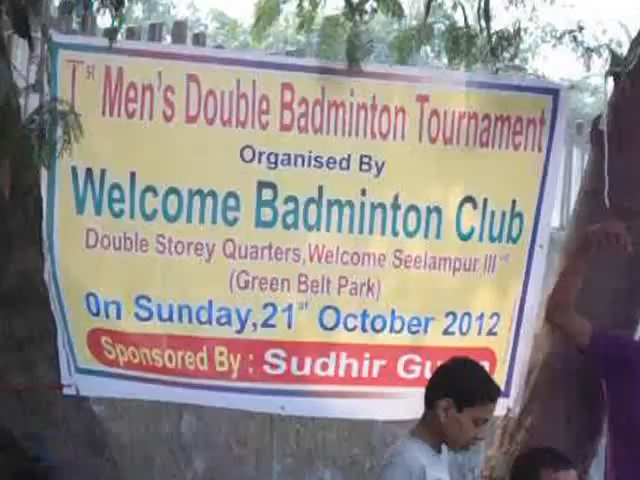 1st Men's Double Badminton Tournament
Organised By
Welcome Badminton Club
Double Storey Quarters,Welcome Seelampur III rd
(Green Belt Park)
On Sunday,21st October 2012
Sponsored By : Sudhir